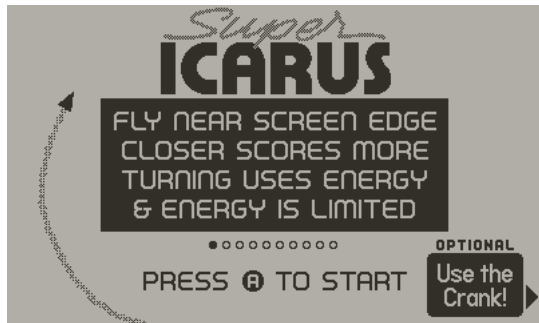 Super
ICARUS
FLY NEAR SCREEN EDGE
CLOSER SCORES MORE
TURNING USES ENERGY
& ENERGY IS LIMITED
PRESS Ⓐ TO START
OPTIONAL
Use the
Crank!